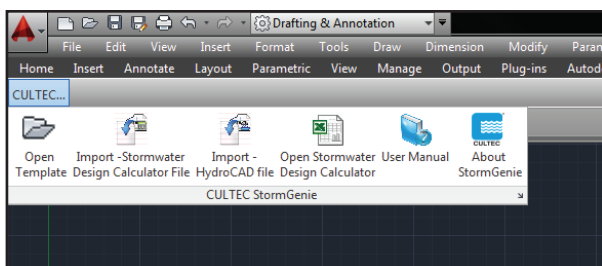 Drafting & Annotation
File Edit View Insert Format Tools Draw Dimension Modify Param
Home Insert Annotate Layout Parametric View Manage Output Plug-ins Autod
CULTEC...
CULTEC
Open Import -Stormwater Import - Open Stormwater User Manual About
Template Design Calculator File HydroCAD file Design Calculator StormGenie
CULTEC StormGenie